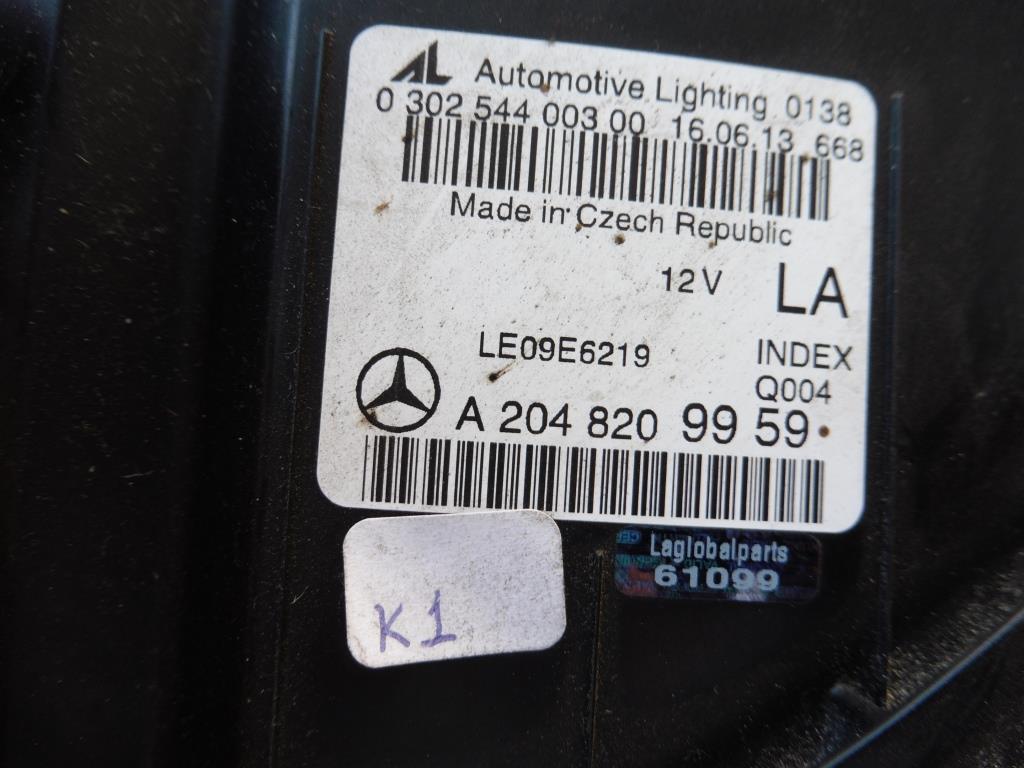 AL Automotive Lighting 0138
0 302 544 003 00 16.06.13 668
Made in Czech Republic
12V LA
LE09E6219 INDEX
Q004
A 204 820 99 59
Laglobalparts
61099
K1